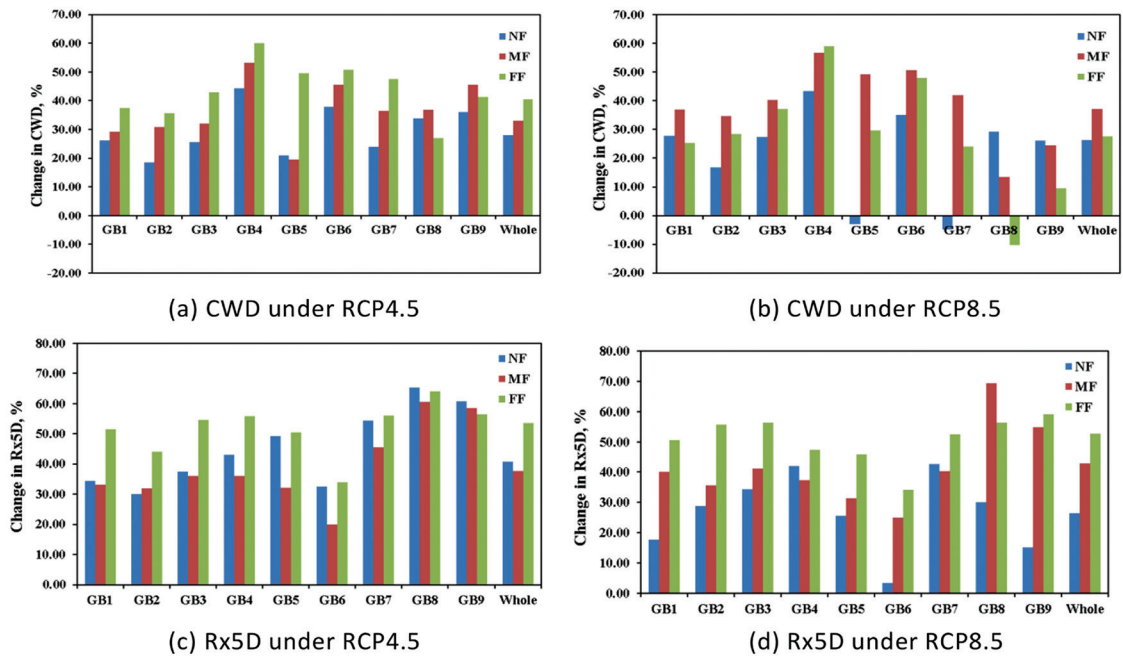 70.00
60.00
50.00
40.00
30.00
20.00
10.00
0.00
-10.00
-20.00
Change in CWD, %
NF
MF
FF
GB1 GB2 GB3 GB4 GB5 GB6 GB7 GB8 GB9 Whole
(a) CWD under RCP4.5
70.00
60.00
50.00
40.00
30.00
20.00
10.00
0.00
-10.00
-20.00
Change in CWD, %
NF
MF
FF
GB1 GB2 GB3 GB4 GB5 GB6 GB7 GB8 GB9 Whole
(b) CWD under RCP8.5
80.00
70.00
60.00
50.00
40.00
30.00
20.00
10.00
0.00
Change in Rx5D, %
NF
MF
FF
GB1 GB2 GB3 GB4 GB5 GB6 GB7 GB8 GB9 Whole
(c) Rx5D under RCP4.5
80.00
70.00
60.00
50.00
40.00
30.00
20.00
10.00
0.00
Change in Rx5D, %
NF
MF
FF
GB1 GB2 GB3 GB4 GB5 GB6 GB7 GB8 GB9 Whole
(d) Rx5D under RCP8.5